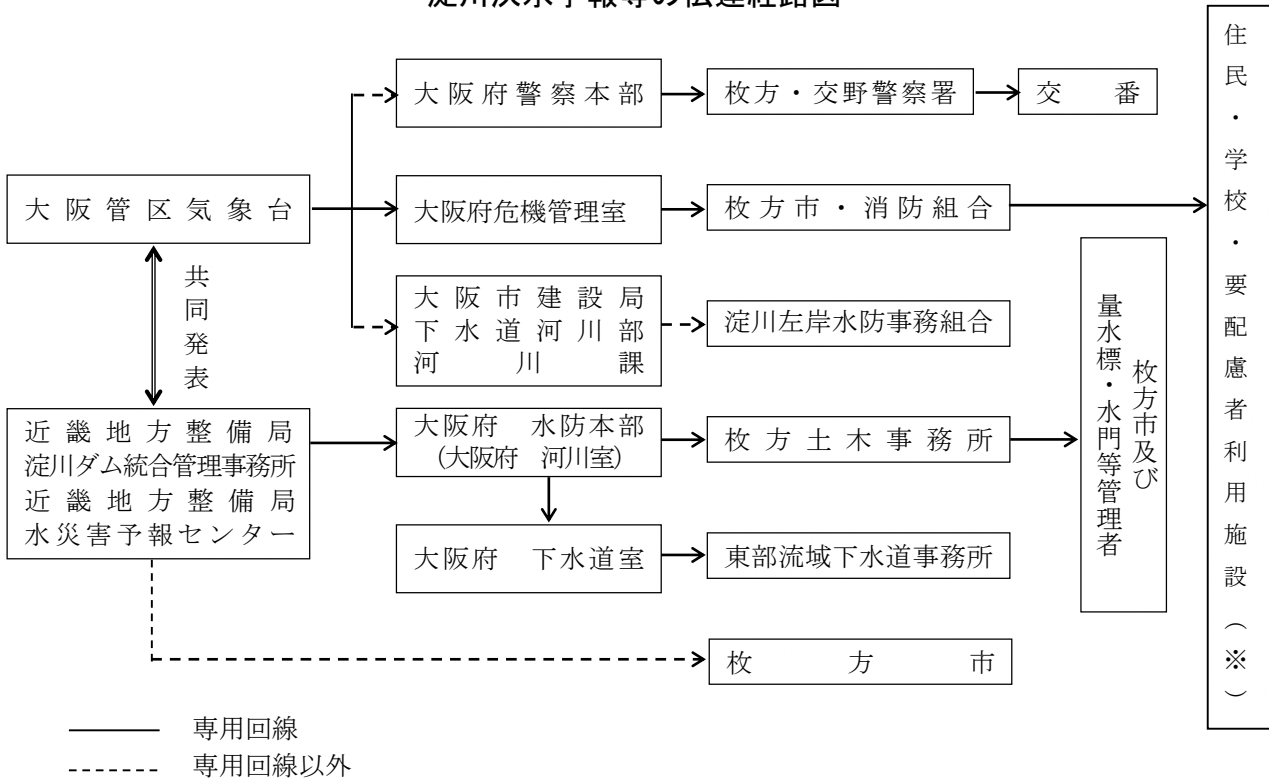 淀川洪水予報等の伝達経路図
大阪府警察本部
枚方・交野警察署
交番
大阪管区気象台
大阪府危機管理室
枚方市・消防組合
共同発表
大阪市建設局
下水道河川部
河川課
淀川左岸水防事務組合
近畿地方整備局
淀川ダム統合管理事務所
近畿地方整備局
水災害予報センター
大阪府 水防本部
(大阪府 河川室)
枚方土木事務所
枚方市及び
量水標・水門等管理者
大阪府 下水道室
東部流域下水道事務所
枚方市
住民・学校・要配慮者利用施設(※)
専用回線
専用回線以外